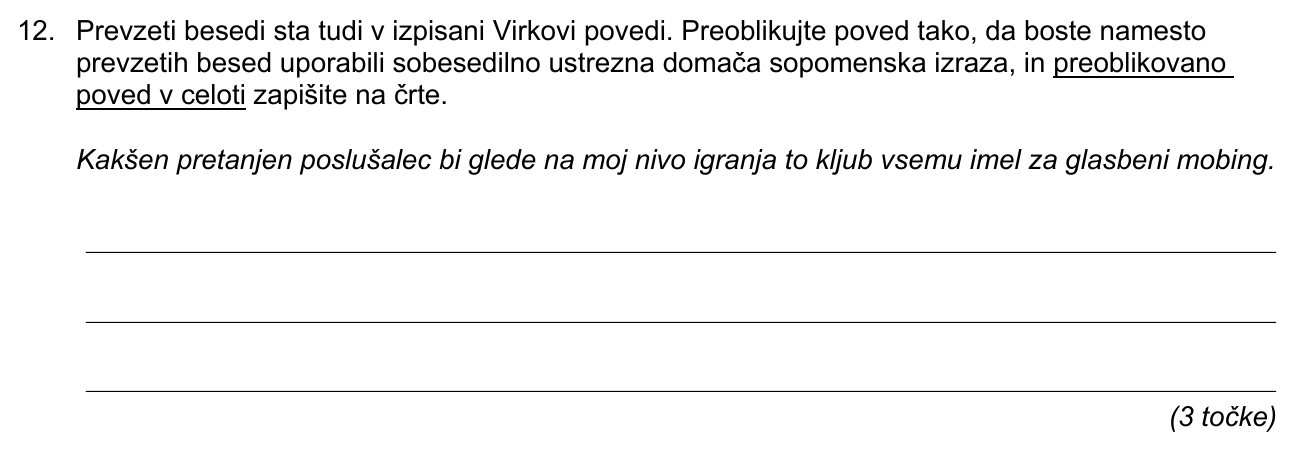 12. Prevzeti besedi sta tudi v izpisani Virkovi povedi. Preoblikujte poved tako, da boste namesto
prevzetih besed uporabili sobesedilno ustrezna domača sopomenska izraza, in preoblikovano
poved v celoti zapišite na črte.
Kakšen pretanjen poslušalec bi glede na moj nivo igranja to kljub vsemu imel za glasbeni mobing.
(3 točke)